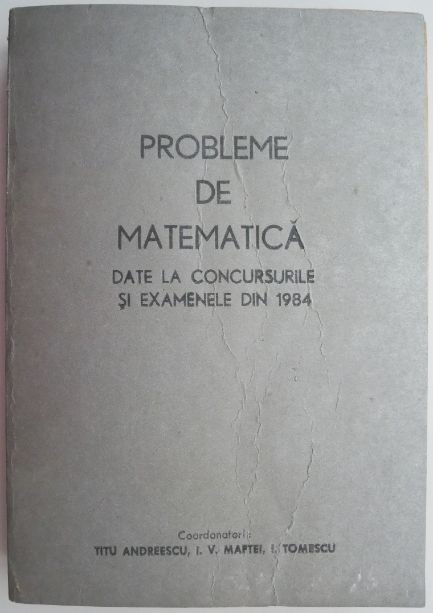 PROBLEME
DE
MATEMATICĂ
DATE LA CONCURSURILE
ȘI EXAMENELE DIN 1984
Coordonatori:
TITU ANDREESCU, I. V. MAFTEI, I. TOMESCU